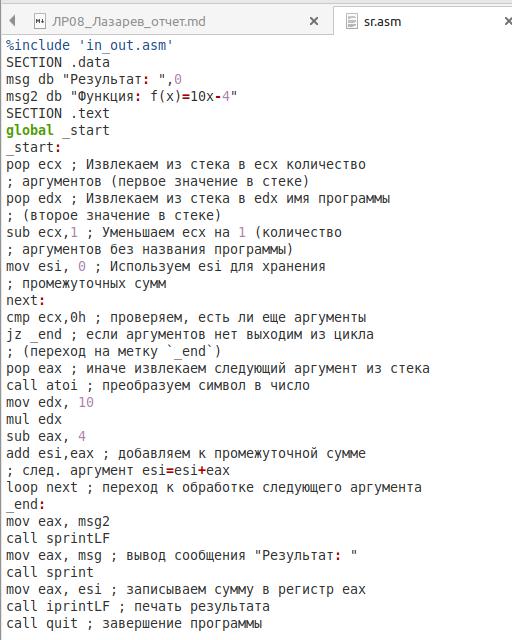 ЛР08_Лазарев_отчет.md
sr.asm
%include 'in_out.asm'
SECTION .data
msg db "Результат: ",0
msg2 db "Функция: f(x)=10x-4"
SECTION .text
global _start
_start:
pop ecx ; Извлекаем из стека в ecx количество
; аргументов (первое значение в стеке)
pop edx ; Извлекаем из стека в edx имя программы
; (второе значение в стеке)
sub ecx,1 ; Уменьшаем ecx на 1 (количество
; аргументов без названия программы)
mov esi, 0 ; Используем esi для хранения
; промежуточных сумм
next:
cmp ecx,0h ; проверяем, есть ли еще аргументы
jz _end ; если аргументов нет выходим из цикла
; (переход на метку `_end`)
pop eax ; иначе извлекаем следующий аргумент из стека
call atoi ; преобразуем символ в число
mov edx, 10
mul edx
sub eax, 4
add esi,eax ; добавляем к промежуточной сумме
; след. аргумент esi=esi+eax
loop next ; переход к обработке следующего аргумента
_end:
mov eax, msg2
call sprintLF
mov eax, msg ; вывод сообщения "Результат: "
call sprint
mov eax, esi ; записываем сумму в регистр eax
call iprintLF ; печать результата
call quit ; завершение программы